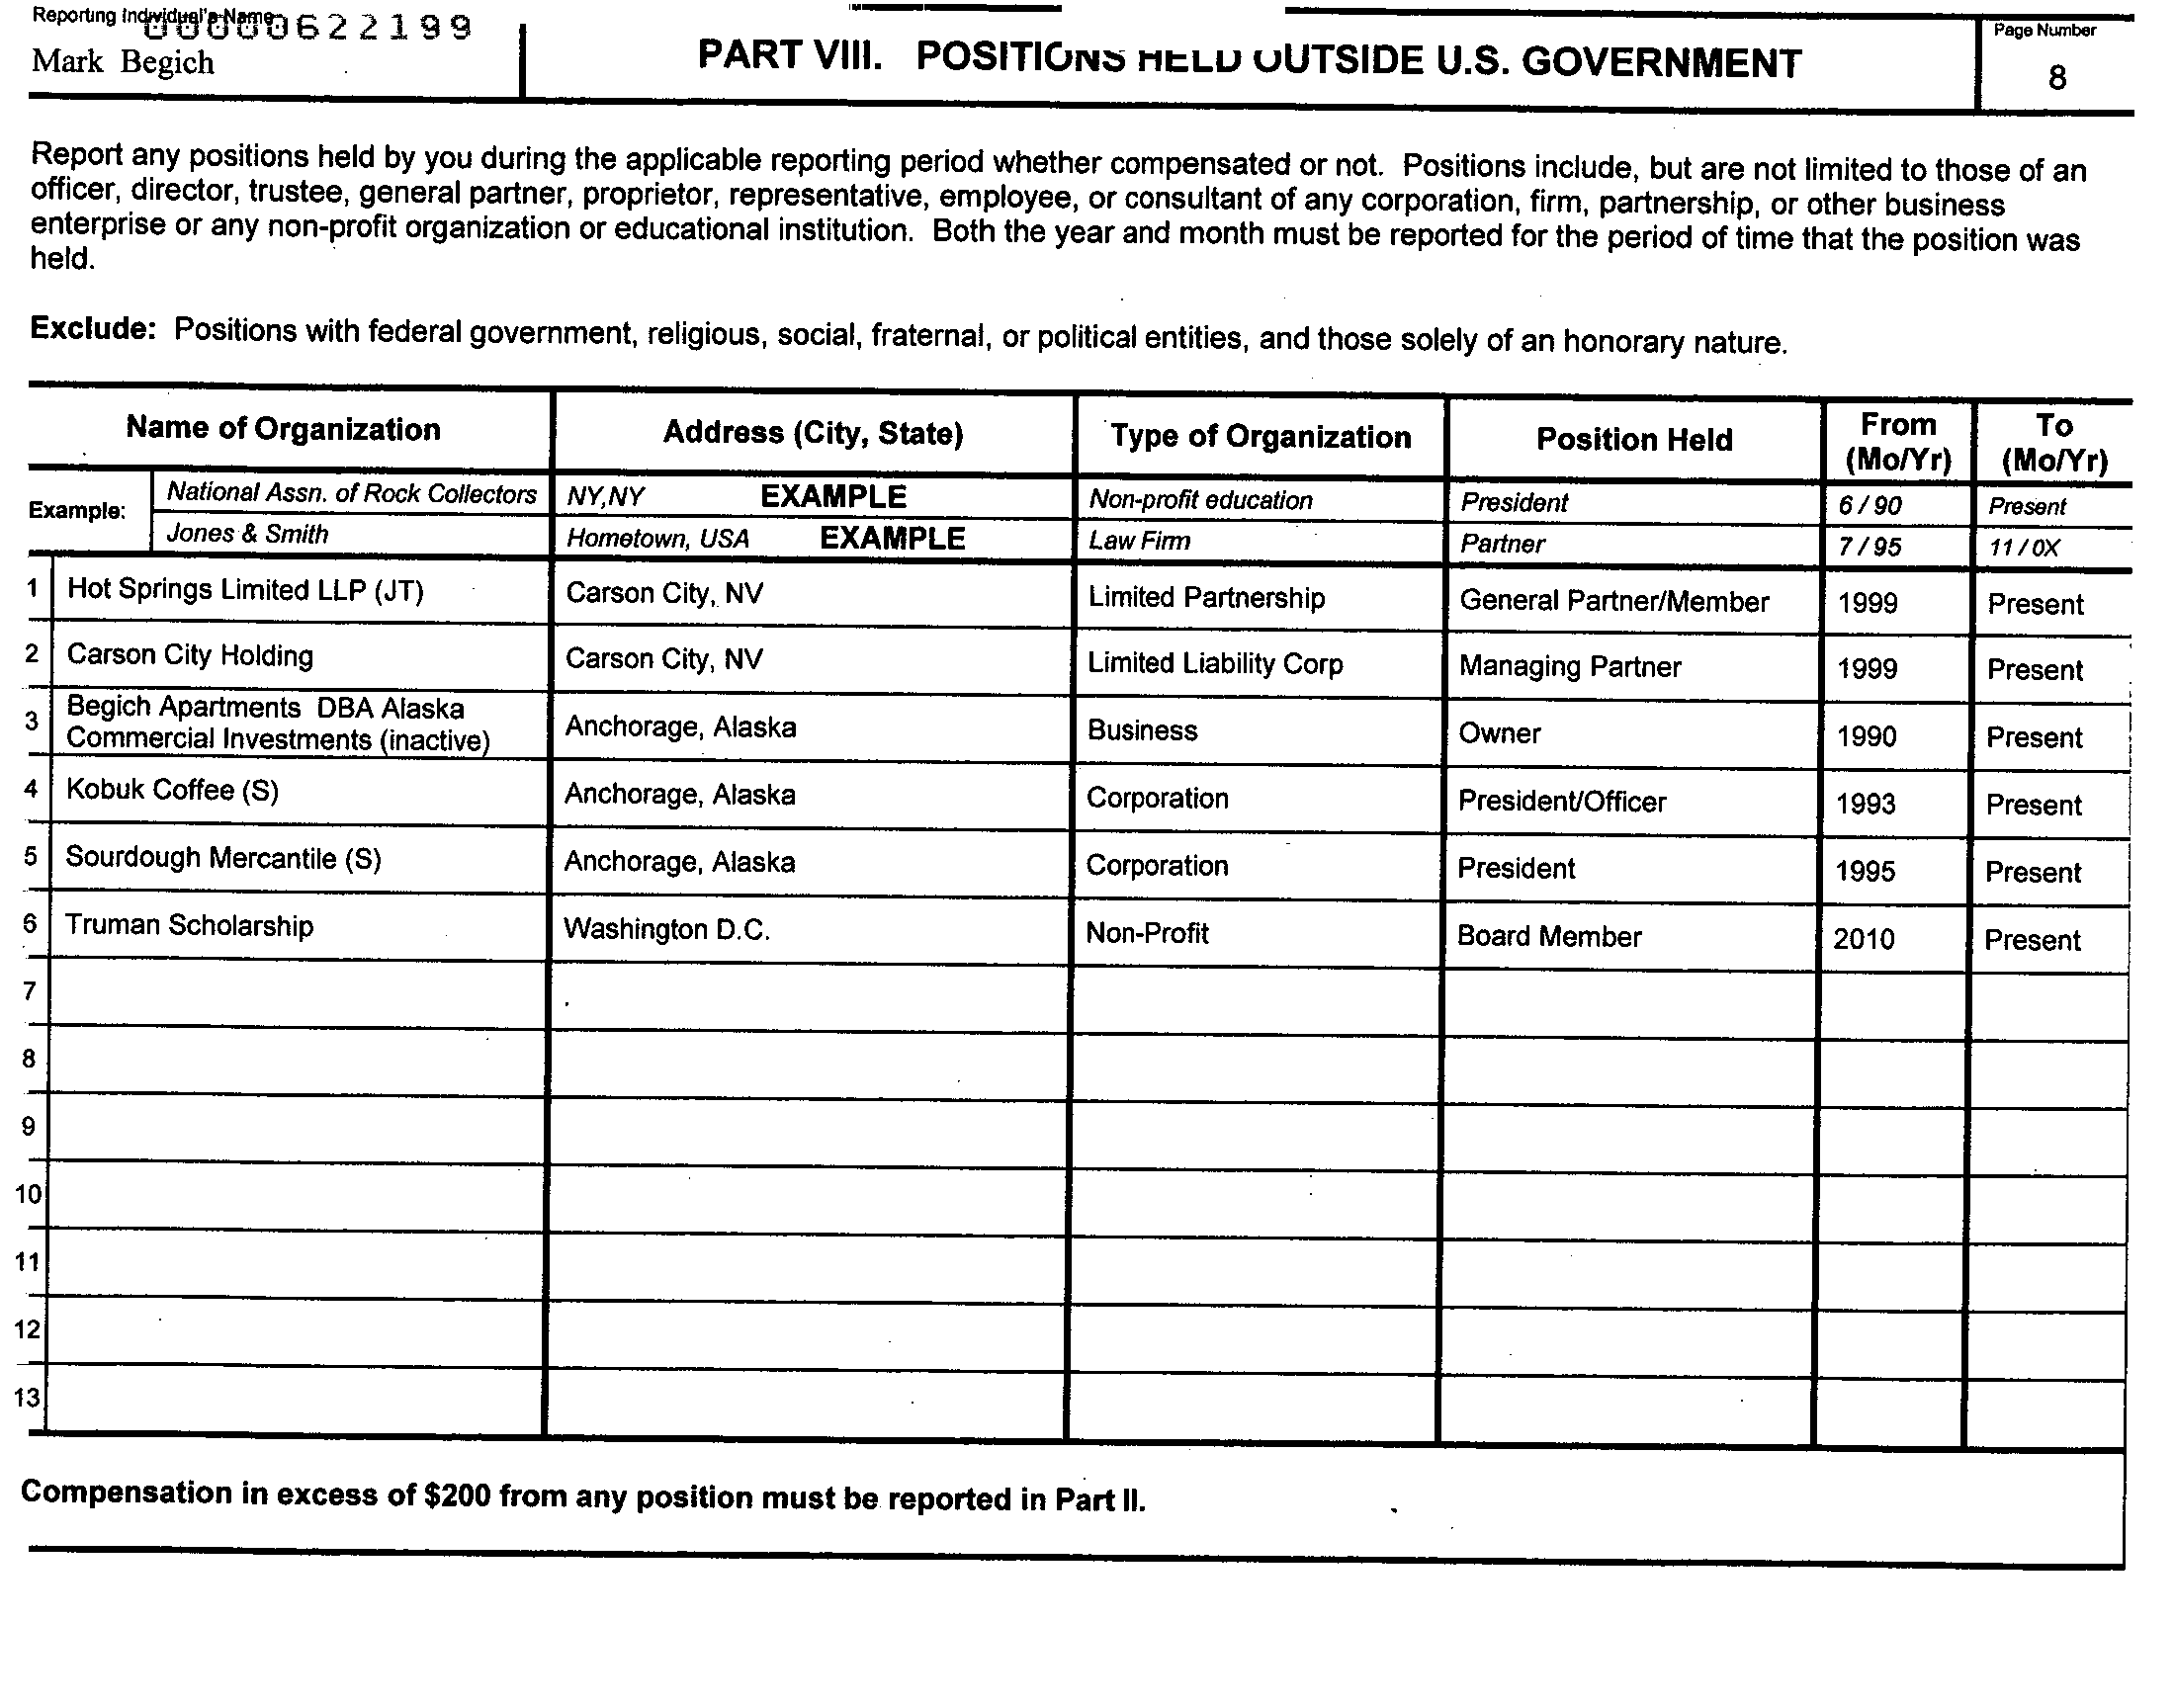 Reporting Individual's Name
00000622199
Mark Begich
PART VIII. POSITIONS HELD OUTSIDE U.S. GOVERNMENT
Page Number
8
Report any positions held by you during the applicable reporting period whether compensated or not. Positions include, but are not limited to those of an
officer, director, trustee, general partner, proprietor, representative, employee, or consultant of any corporation, firm, partnership, or other business
enterprise or any non-profit organization or educational institution. Both the year and month must be reported for the period of time that the position was
held.
Exclude: Positions with federal government, religious, social, fraternal, or political entities, and those solely of an honorary nature.
Name of Organization Address (City, State) Type of Organization Position Held From (Mo/Yr) To (Mo/Yr)
Example: National Assn. of Rock Collectors NY,NY EXAMPLE Non-profit education President 6 / 90 Present
Jones & Smith Hometown, USA EXAMPLE Law Firm Partner 7 / 95 11 / 0X
1 Hot Springs Limited LLP (JT) Carson City, NV Limited Partnership General Partner/Member 1999 Present
2 Carson City Holding Carson City, NV Limited Liability Corp Managing Partner 1999 Present
3 Begich Apartments DBA Alaska
Commercial Investments (inactive) Anchorage, Alaska Business Owner 1990 Present
4 Kobuk Coffee (S) Anchorage, Alaska Corporation President/Officer 1993 Present
5 Sourdough Mercantile (S) Anchorage, Alaska Corporation President 1995 Present
6 Truman Scholarship Washington D.C. Non-Profit Board Member 2010 Present
7
8
9
10
11
12
13
Compensation in excess of $200 from any position must be reported in Part II.